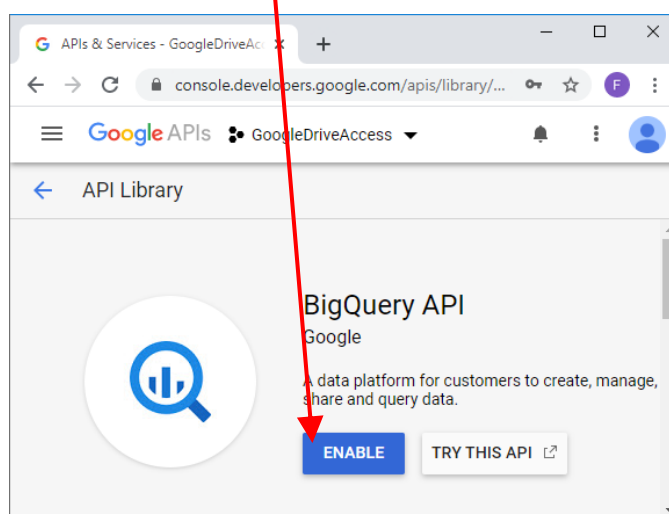 APIs & Services - GoogleDriveAc
console.developers.google.com/apis/library/...
F
Google APIs GoogleDriveAccess
API Library
BigQuery API
Google
A data platform for customers to create, manage,
share and query data.
ENABLE TRY THIS API